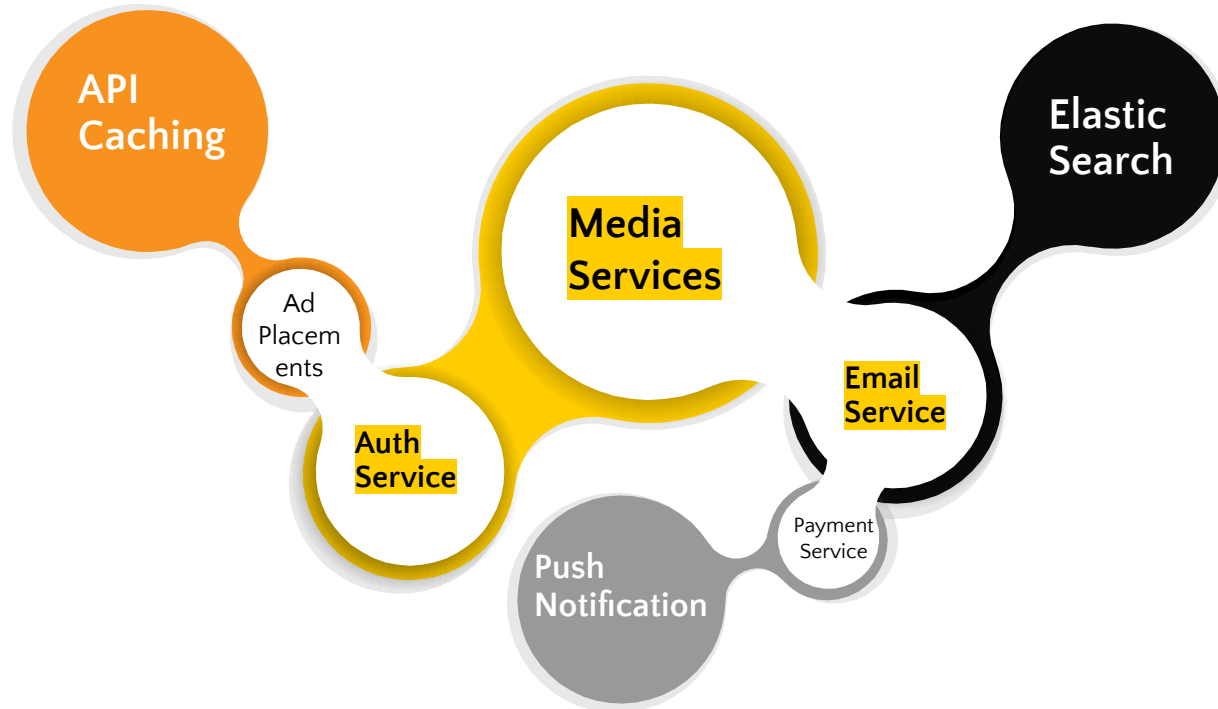 API
Caching
Elastic
Search
Media
Services
Ad
Placem
ents
Email
Service
Auth
Service
Payment
Service
Push
Notification